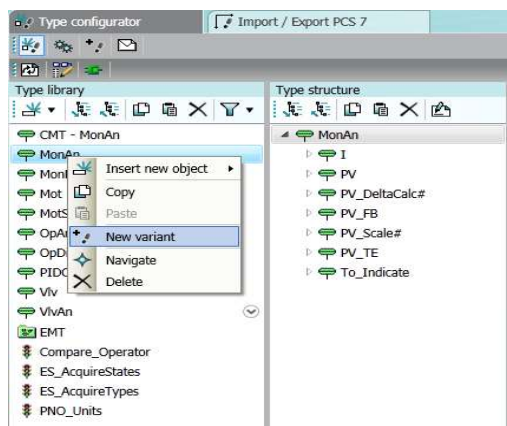 Type configurator
Import / Export PCS 7
Type library
Type structure
CMT - MonAn
MonAn
Mot
Vlv
VlvAn
EMT
Compare_Operator
ES_AcquireStates
ES_AcquireTypes
PNO_Units
Insert new object
Copy
Paste
New variant
Navigate
Delete
MonAn
I
PV
PV_DeltaCalc#
PV_FB
PV_Scale#
PV_TE
To_Indicate